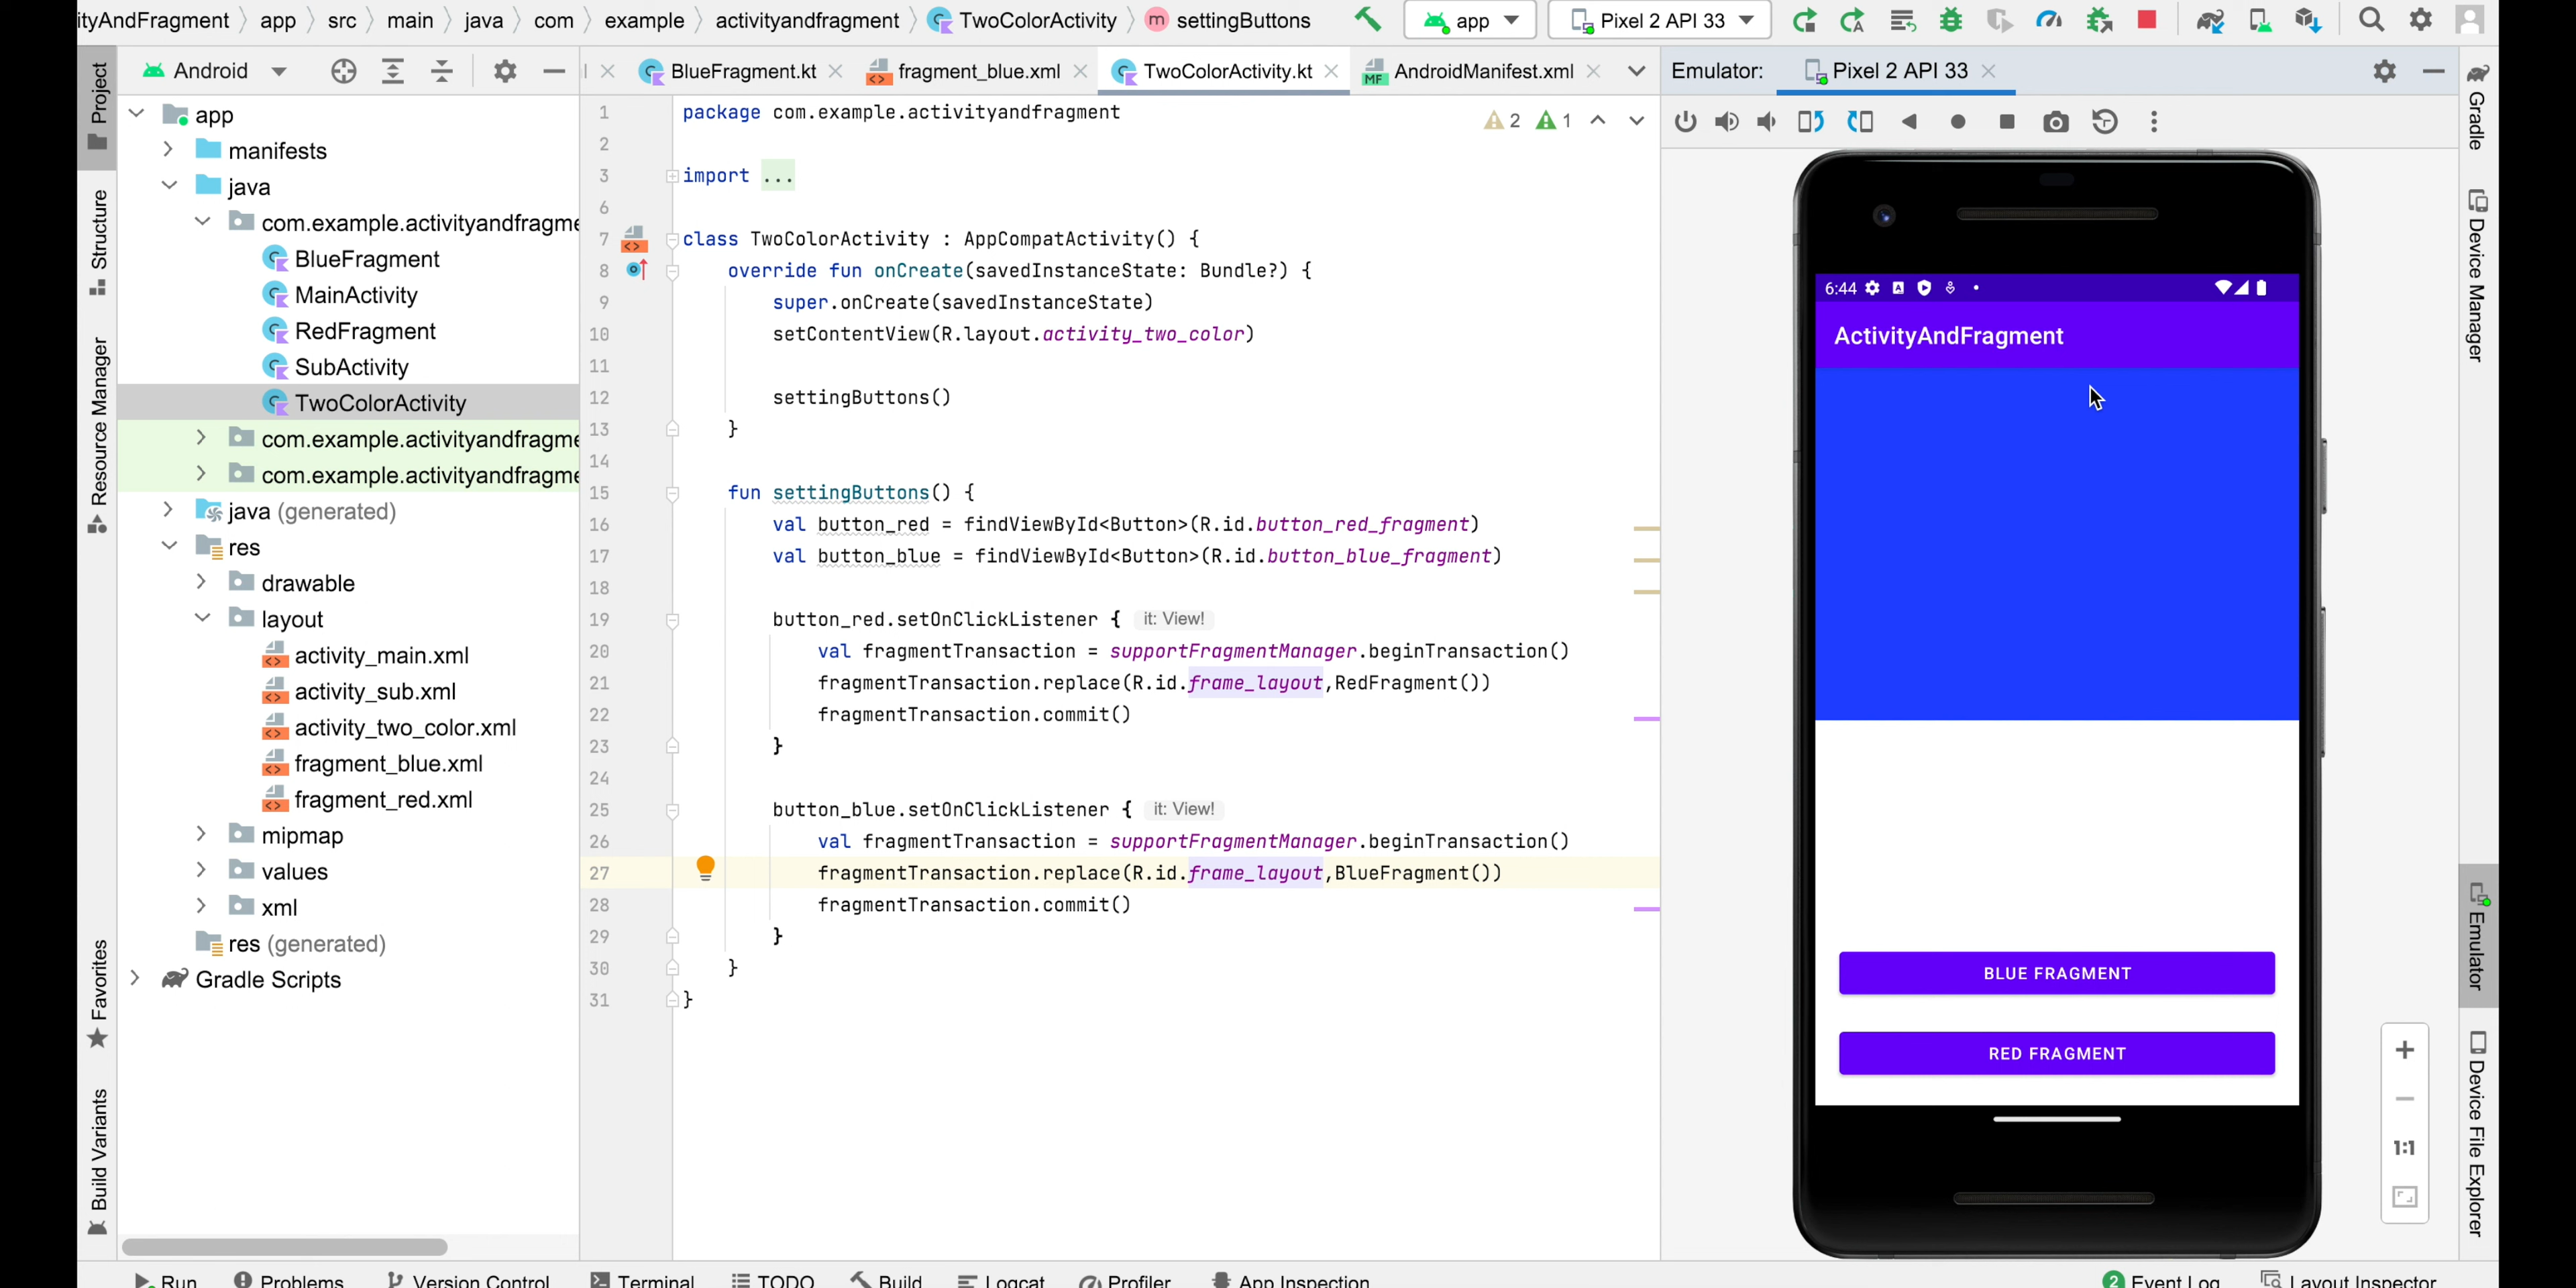 ityAndFragment app src main java com example activityandfragment TwoColorActivity m settingButtons app Pixel 2 API 33
Android
BlueFragment.kt fragment_blue.xml TwoColorActivity.kt MF AndroidManifest.xml
Emulator: Pixel 2 API 33
Project
Structure
Resource Manager
Favorites
Build Variants
app
manifests
java
com.example.activityandfragme
BlueFragment
MainActivity
RedFragment
SubActivity
TwoColorActivity
com.example.activityandfragme
com.example.activityandfragme
java (generated)
res
drawable
layout
activity_main.xml
activity_sub.xml
activity_two_color.xml
fragment_blue.xml
fragment_red.xml
mipmap
values
xml
res (generated)
Gradle Scripts
2 1
1 package com.example.activityandfragment
2
3 import ...
6
7 class TwoColorActivity : AppCompatActivity() {
8 override fun onCreate(savedInstanceState: Bundle?) {
9 super.onCreate(savedInstanceState)
10 setContentView(R.layout.activity_two_color)
11
12 settingButtons()
13 }
14
15 fun settingButtons() {
16 val button_red = findViewById<Button>(R.id.button_red_fragment)
17 val button_blue = findViewById<Button>(R.id.button_blue_fragment)
18
19 button_red.setOnClickListener { it: View!
20 val fragmentTransaction = supportFragmentManager.beginTransaction()
21 fragmentTransaction.replace(R.id.frame_layout,RedFragment())
22 fragmentTransaction.commit()
23 }
24
25 button_blue.setOnClickListener { it: View!
26 val fragmentTransaction = supportFragmentManager.beginTransaction()
27 fragmentTransaction.replace(R.id.frame_layout,BlueFragment())
28 fragmentTransaction.commit()
29 }
30 }
31 }
6:44
ActivityAndFragment
BLUE FRAGMENT
RED FRAGMENT
1:1
Gradle
Device Manager
Emulator
Device File Explorer
Run Problems Version Control Terminal TODO Build Logcat Profiler App Inspection 2 Event Log Layout Inspector